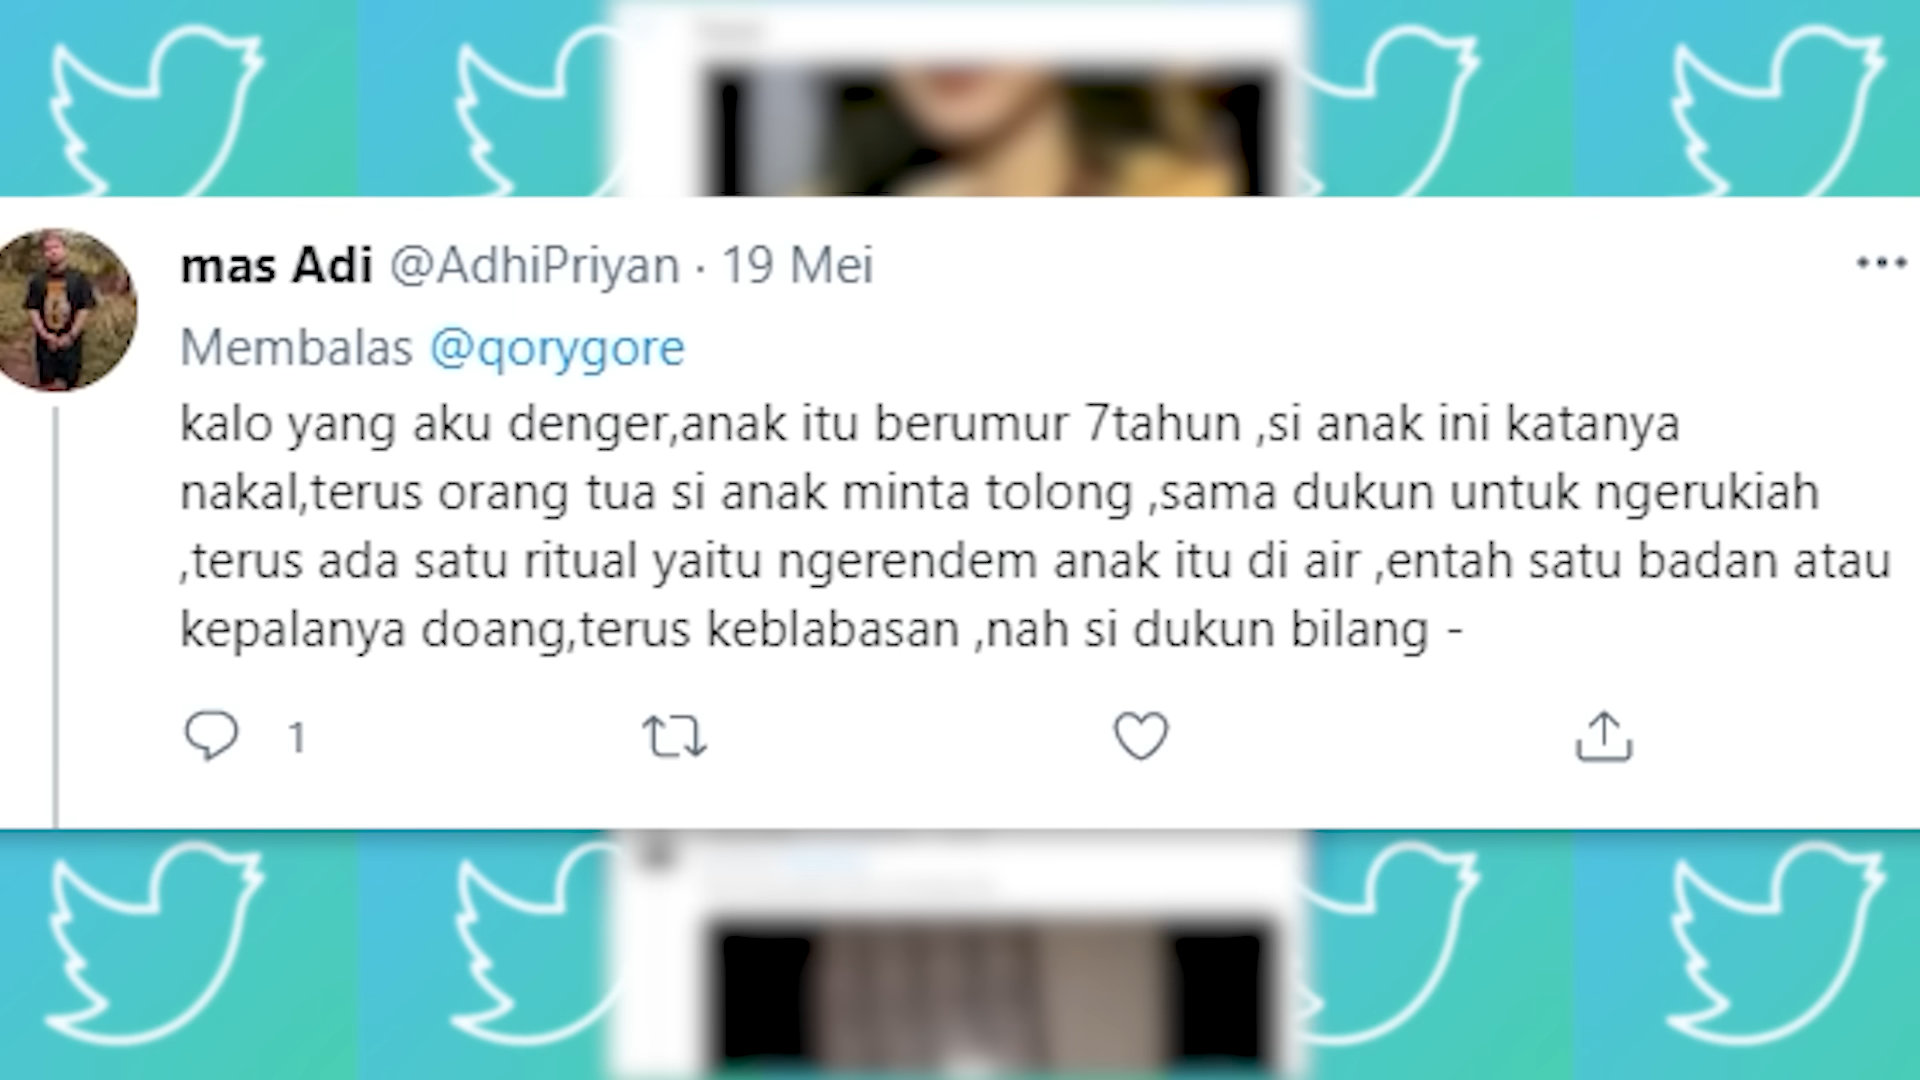 mas Adi @AdhiPriyan · 19 Mei
Membalas @qorygore
kalo yang aku denger,anak itu berumur 7tahun ,si anak ini katanya
nakal,terus orang tua si anak minta tolong ,sama dukun untuk ngerukiah
,terus ada satu ritual yaitu ngerendem anak itu di air ,entah satu badan atau
kepalanya doang,terus keblabasan ,nah si dukun bilang -
1